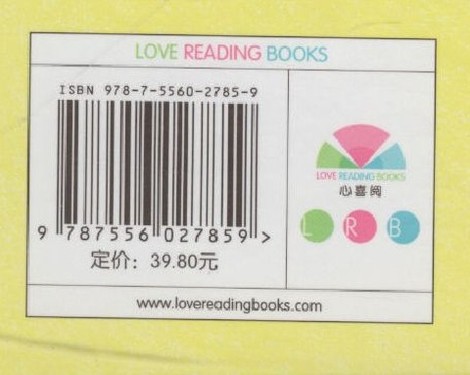 LOVE READING BOOKS
ISBN 978-7-5560-2785-9
9 787556 027859 >
定价：39.80元
LOVE READING BOOKS
心喜阅
L R B
www.lovereadingbooks.com